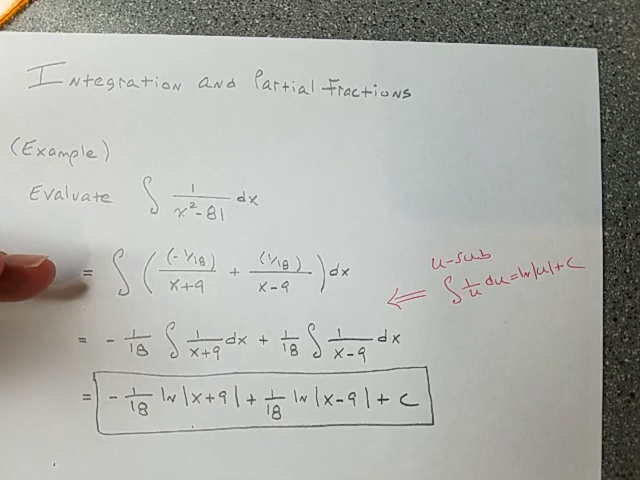 Integration and Partial Fractions
(Example)
Evaluate ∫ 1/(x²-81) dx
= ∫ ( (-1/18)/(x+9) + (1/18)/(x-9) ) dx
u-sub
⇐ ∫ 1/u du = ln|u| + c
= - 1/18 ∫ 1/(x+9) dx + 1/18 ∫ 1/(x-9) dx
= - 1/18 ln|x+9| + 1/18 ln|x-9| + c